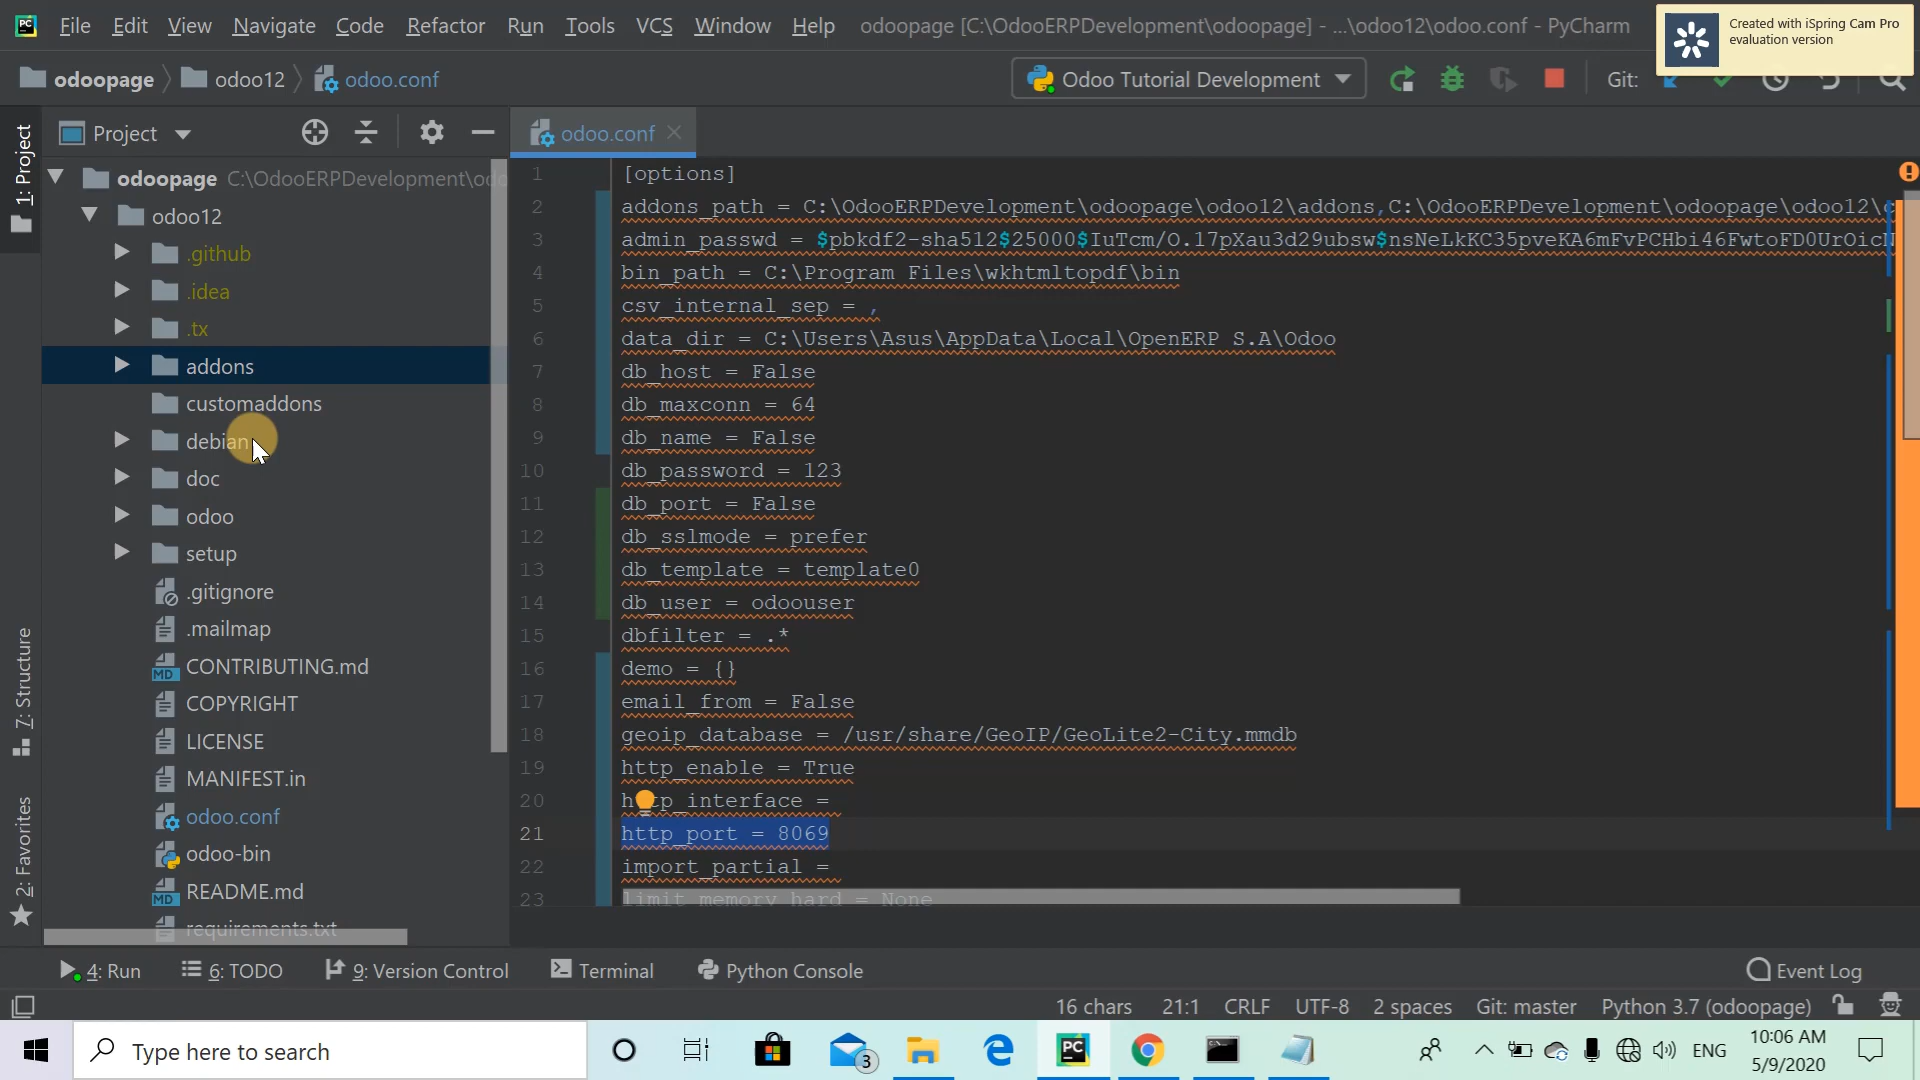 File Edit View Navigate Code Refactor Run Tools VCS Window Help odoopage [C:\OdooERPDevelopment\odoopage] - ...\odoo12\odoo.conf - PyCharm
Created with iSpring Cam Pro
evaluation version
odoopage odoo12 odoo.conf
Odoo Tutorial Development
Git:
1: Project
7: Structure
2: Favorites
Project
odoo.conf
odoopage C:\OdooERPDevelopment\od
odoo12
.github
.idea
.tx
addons
customaddons
debian
doc
odoo
setup
.gitignore
.mailmap
CONTRIBUTING.md
COPYRIGHT
LICENSE
MANIFEST.in
odoo.conf
odoo-bin
README.md
requirements.txt
1 [options]
2 addons_path = C:\OdooERPDevelopment\odoopage\odoo12\addons,C:\OdooERPDevelopment\odoopage\odoo12\c
3 admin_passwd = $pbkdf2-sha512$25000$IuTcm/O.17pXau3d29ubsw$nsNeLkKC35pveKA6mFvPCHbi46FwtoFD0UrOicN
4 bin_path = C:\Program Files\wkhtmltopdf\bin
5 csv_internal_sep = ,
6 data_dir = C:\Users\Asus\AppData\Local\OpenERP S.A\Odoo
7 db_host = False
8 db_maxconn = 64
9 db_name = False
10 db_password = 123
11 db_port = False
12 db_sslmode = prefer
13 db_template = template0
14 db_user = odoouser
15 dbfilter = .*
16 demo = {}
17 email_from = False
18 geoip_database = /usr/share/GeoIP/GeoLite2-City.mmdb
19 http_enable = True
20 http_interface =
21 http_port = 8069
22 import_partial =
23 limit_memory_hard = None
4: Run 6: TODO 9: Version Control Terminal Python Console Event Log
16 chars 21:1 CRLF UTF-8 2 spaces Git: master Python 3.7 (odoopage)
Type here to search
3
ENG
10:06 AM
5/9/2020